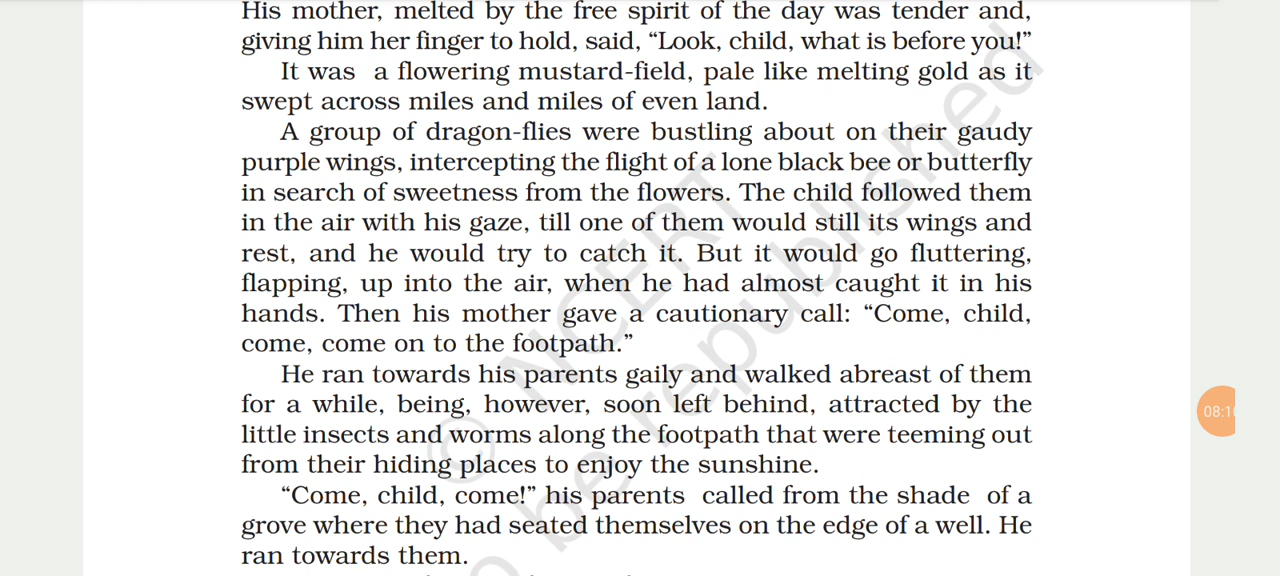 His mother, melted by the free spirit of the day was tender and,
giving him her finger to hold, said, “Look, child, what is before you!”
It was a flowering mustard-field, pale like melting gold as it
swept across miles and miles of even land.
A group of dragon-flies were bustling about on their gaudy
purple wings, intercepting the flight of a lone black bee or butterfly
in search of sweetness from the flowers. The child followed them
in the air with his gaze, till one of them would still its wings and
rest, and he would try to catch it. But it would go fluttering,
flapping, up into the air, when he had almost caught it in his
hands. Then his mother gave a cautionary call: “Come, child,
come, come on to the footpath.”
He ran towards his parents gaily and walked abreast of them
for a while, being, however, soon left behind, attracted by the
little insects and worms along the footpath that were teeming out
from their hiding places to enjoy the sunshine.
“Come, child, come!” his parents called from the shade of a
grove where they had seated themselves on the edge of a well. He
ran towards them.
© NCERT
be republished